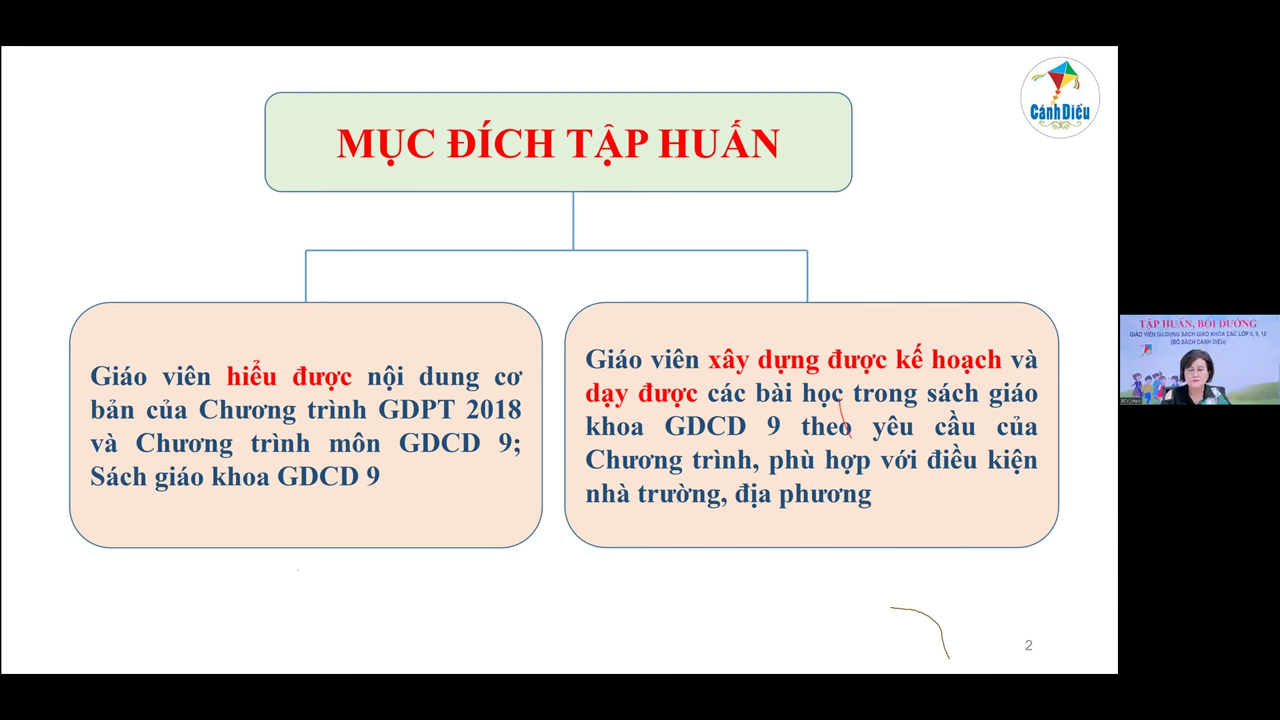 Cánh Diều
MỤC ĐÍCH TẬP HUẤN
Giáo viên hiểu được nội dung cơ
bản của Chương trình GDPT 2018
và Chương trình môn GDCD 9;
Sách giáo khoa GDCD 9
Giáo viên xây dựng được kế hoạch và
dạy được các bài học trong sách giáo
khoa GDCD 9 theo yêu cầu của
Chương trình, phù hợp với điều kiện
nhà trường, địa phương
2
TẬP HUẤN, BỒI DƯỠNG
GIÁO VIÊN SỬ DỤNG SÁCH GIÁO KHOA CÁC LỚP 5, 9, 12
(BỘ SÁCH CÁNH DIỀU)